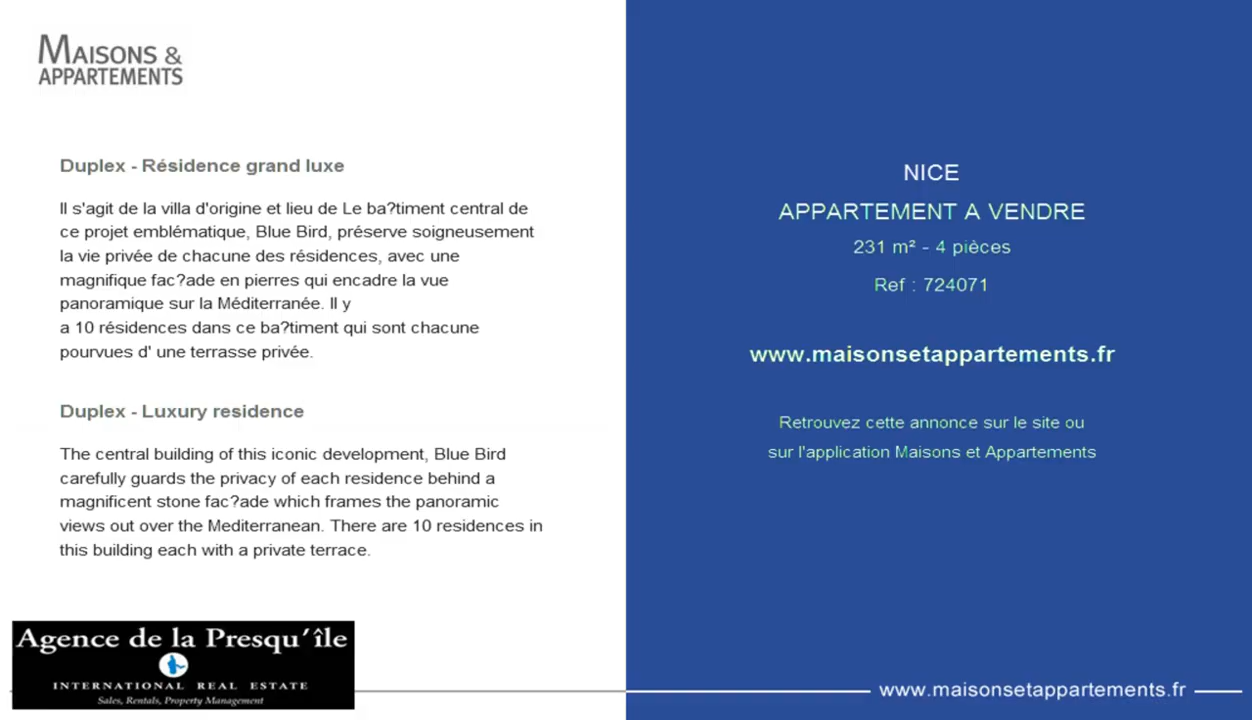 MAISONS &
APPARTEMENTS
Duplex - Résidence grand luxe
Il s'agit de la villa d'origine et lieu de Le ba?timent central de
ce projet emblématique, Blue Bird, préserve soigneusement
la vie privée de chacune des résidences, avec une
magnifique fac?ade en pierres qui encadre la vue
panoramique sur la Méditerranée. Il y
a 10 résidences dans ce ba?timent qui sont chacune
pourvues d' une terrasse privée.
Duplex - Luxury residence
The central building of this iconic development, Blue Bird
carefully guards the privacy of each residence behind a
magnificent stone fac?ade which frames the panoramic
views out over the Mediterranean. There are 10 residences in
this building each with a private terrace.
Agence de la Presqu'île
INTERNATIONAL REAL ESTATE
Sales, Rentals, Property Management
NICE
APPARTEMENT A VENDRE
231 m² - 4 pièces
Ref : 724071
www.maisonsetappartements.fr
Retrouvez cette annonce sur le site ou
sur l'application Maisons et Appartements
www.maisonsetappartements.fr